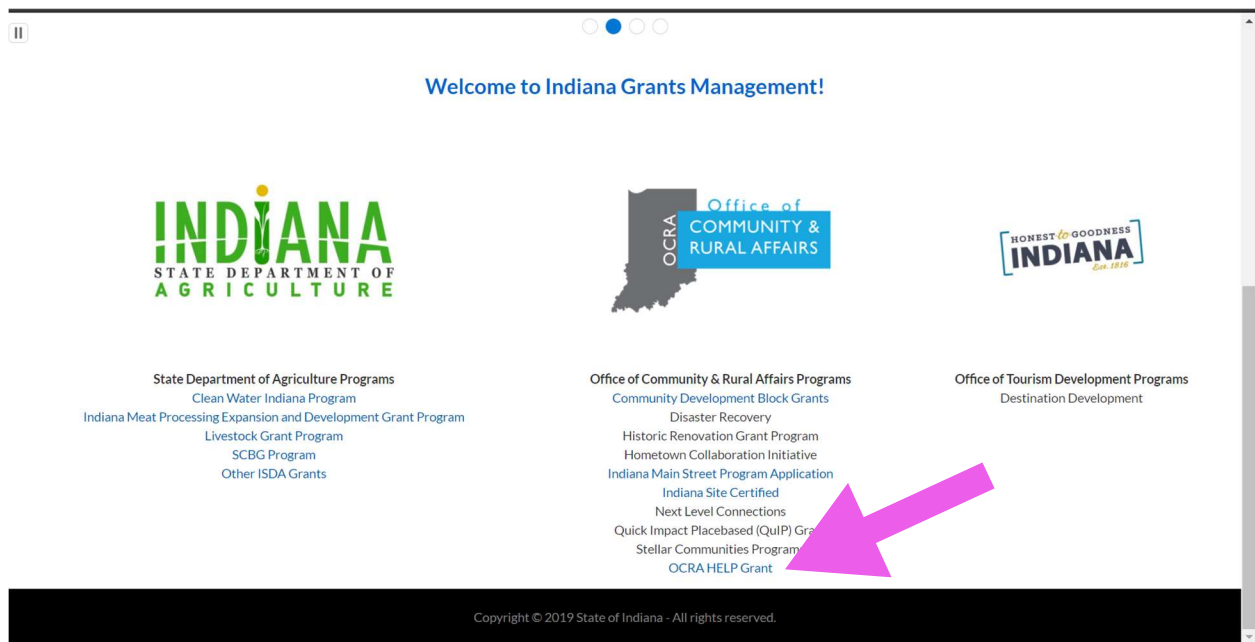 Welcome to Indiana Grants Management!
INDIANA
STATE DEPARTMENT OF
AGRICULTURE
OCRA
Office of
COMMUNITY &
RURAL AFFAIRS
HONEST to GOODNESS
INDIANA
Est. 1816
State Department of Agriculture Programs
Clean Water Indiana Program
Indiana Meat Processing Expansion and Development Grant Program
Livestock Grant Program
SCBG Program
Other ISDA Grants
Office of Community & Rural Affairs Programs
Community Development Block Grants
Disaster Recovery
Historic Renovation Grant Program
Hometown Collaboration Initiative
Indiana Main Street Program Application
Indiana Site Certified
Next Level Connections
Quick Impact Placebased (QuIP)
Stellar Communities Program
OCRA HELP Grant
Office of Tourism Development Programs
Destination Development
Copyright © 2019 State of Indiana - All rights reserved.